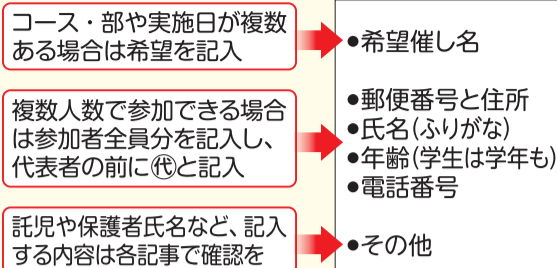 コース・部や実施日が複数
ある場合は希望を記入
●希望催し名
複数人数で参加できる場合
は参加者全員分を記入し、
代表者の前に㈹と記入
●郵便番号と住所
●氏名(ふりがな)
●年齢(学生は学年も)
●電話番号
託児や保護者氏名など、記入
する内容は各記事で確認を
●その他